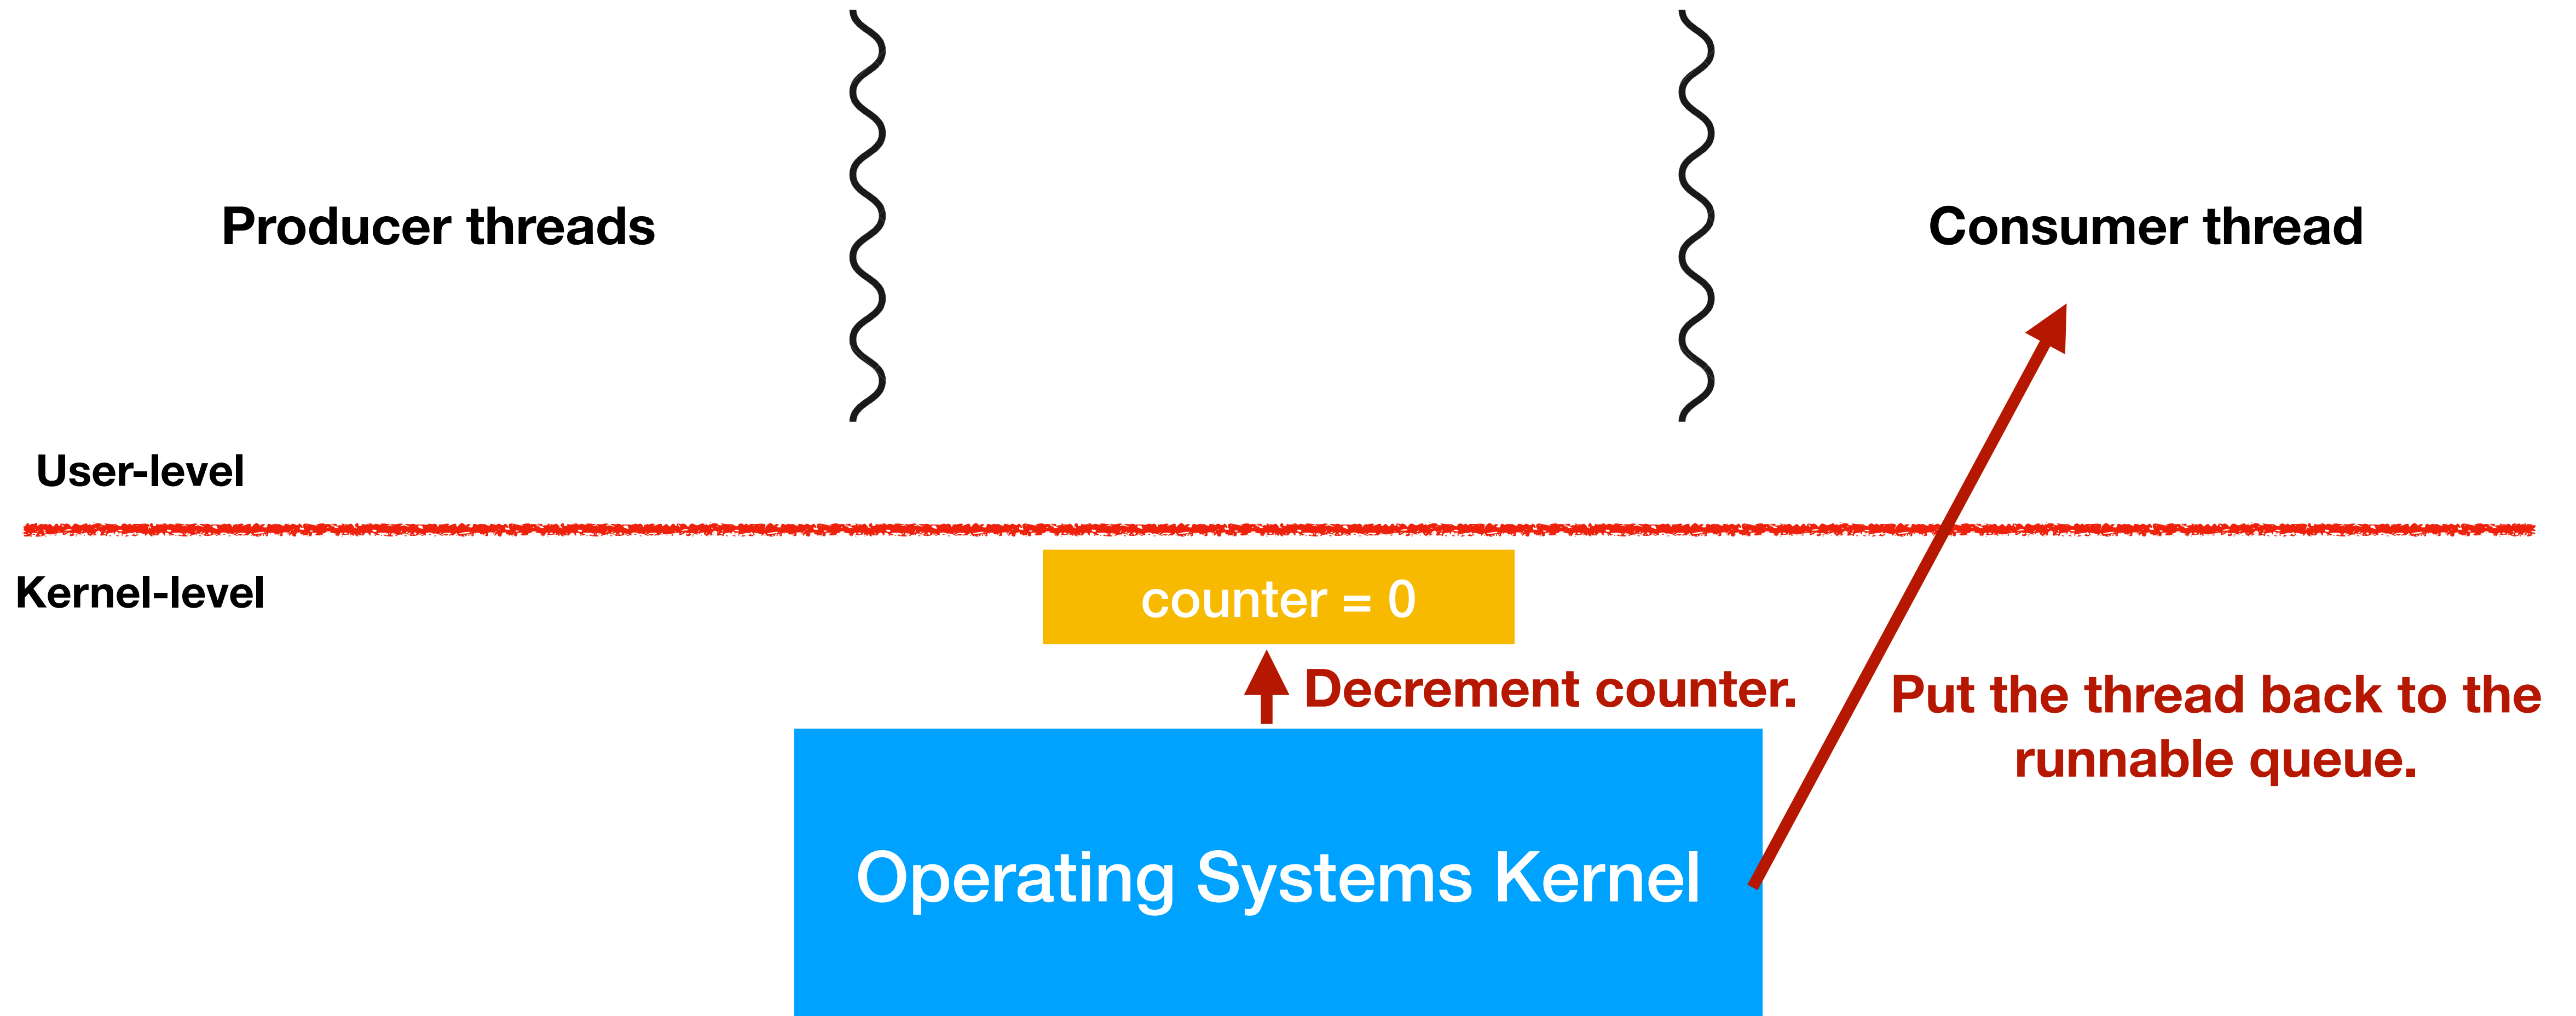 Producer threads
Consumer thread
User-level
Kernel-level
counter = 0
Decrement counter.
Put the thread back to the
runnable queue.
Operating Systems Kernel